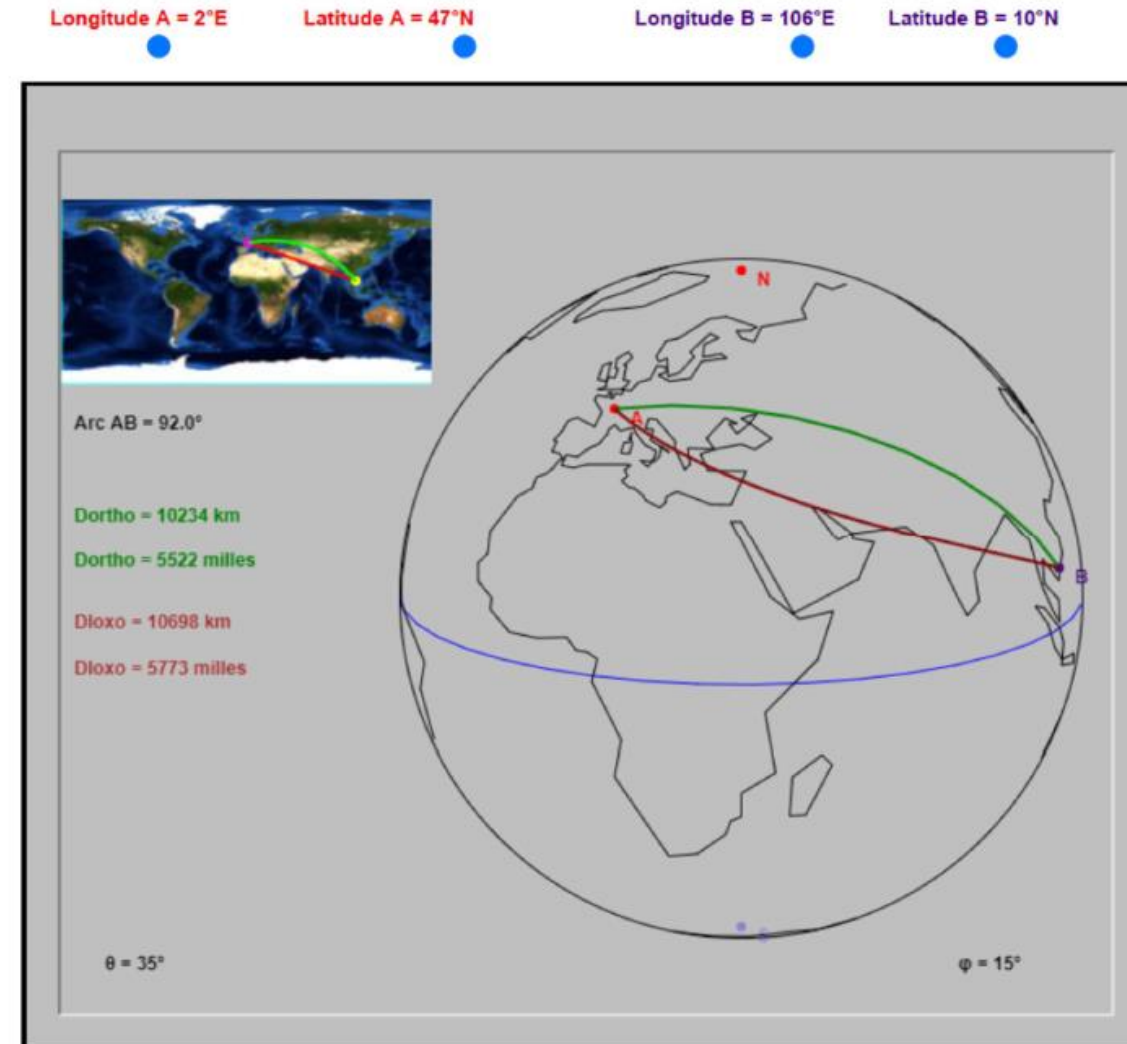 Longitude A = 2°E Latitude A = 47°N Longitude B = 106°E Latitude B = 10°N
N
A
Arc AB = 92.0°
Dortho = 10234 km
Dortho = 5522 milles
B
Dloxo = 10698 km
Dloxo = 5773 milles
θ = 35° φ = 15°